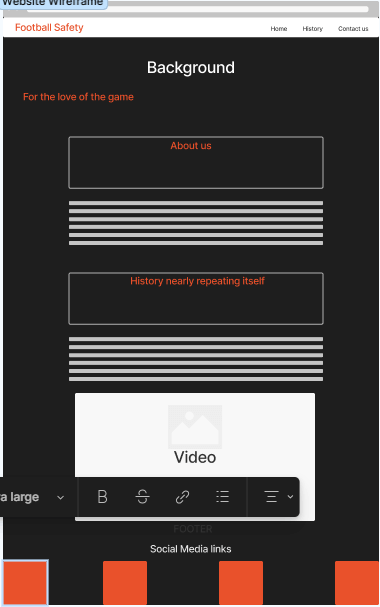 Website Wireframe
Football Safety
Home History Contact us
Background
For the love of the game
About us
History nearly repeating itself
Video
a large B S
FOOTER
Social Media links